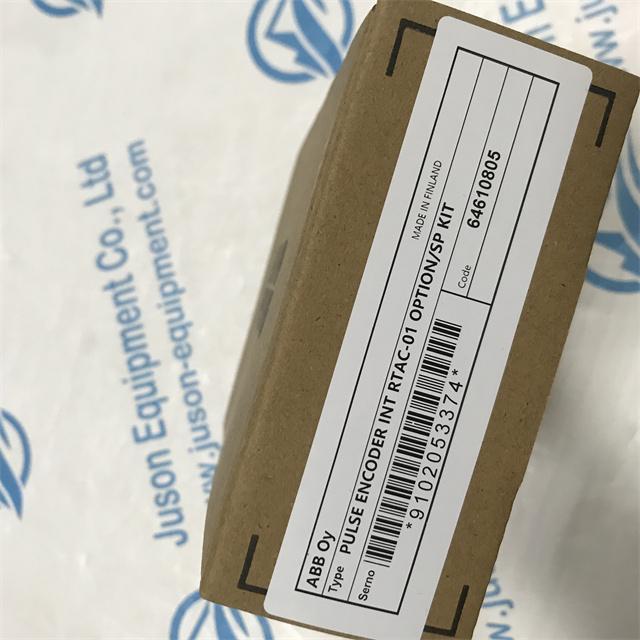 ABB Oy
MADE IN FINLAND
Type PULSE ENCODER INT RTAC-01 OPTION/SP KIT
Serno
*9102053374*
Code 64610805
Juson Equipment Co., Ltd
www.juson-equipment.com